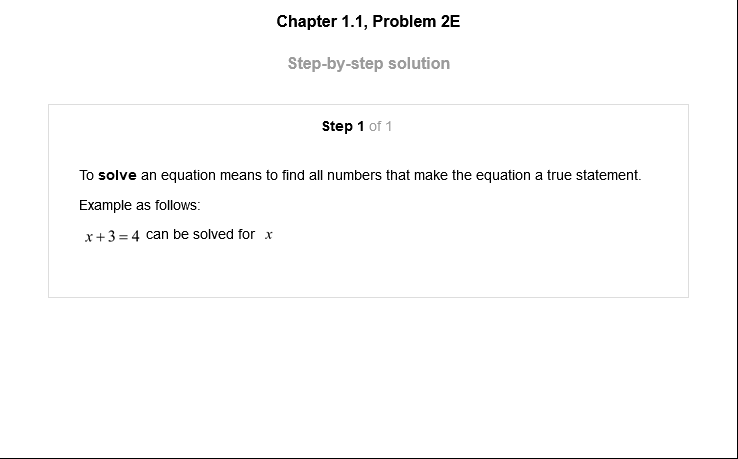 Chapter 1.1, Problem 2E
Step-by-step solution
Step 1 of 1
To solve an equation means to find all numbers that make the equation a true statement.
Example as follows:
x + 3 = 4 can be solved for x